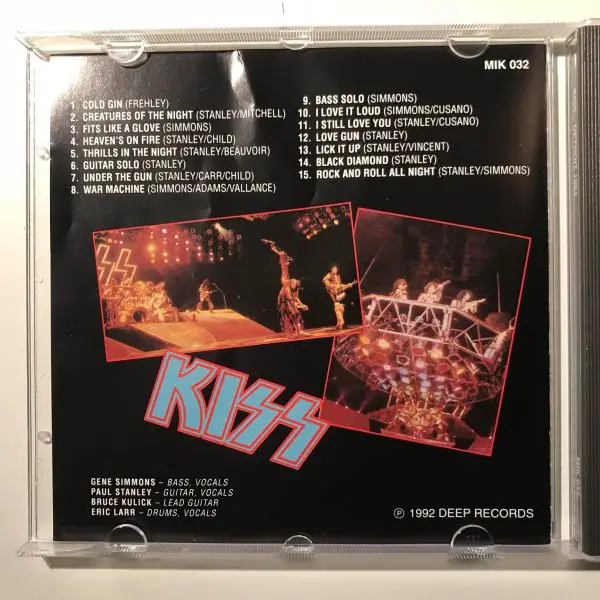 MIK 032
1. COLD GIN (FREHLEY)
2. CREATURES OF THE NIGHT (STANLEY/MITCHELL)
3. FITS LIKE A GLOVE (SIMMONS)
4. HEAVEN'S ON FIRE (STANLEY/CHILD)
5. THRILLS IN THE NIGHT (STANLEY/BEAUVOIR)
6. GUITAR SOLO (STANLEY)
7. UNDER THE GUN (STANLEY/CARR/CHILD)
8. WAR MACHINE (SIMMONS/ADAMS/VALLANCE)
9. BASS SOLO (SIMMONS)
10. I LOVE IT LOUD (SIMMONS/CUSANO)
11. I STILL LOVE YOU (STANLEY/CUSANO)
12. LOVE GUN (STANLEY)
13. LICK IT UP (STANLEY/VINCENT)
14. BLACK DIAMOND (STANLEY)
15. ROCK AND ROLL ALL NIGHT (STANLEY/SIMMONS)
KISS
GENE SIMMONS – BASS, VOCALS
PAUL STANLEY – GUITAR, VOCALS
BRUCE KULICK – LEAD GUITAR
ERIC LARR – DRUMS, VOCALS
℗ 1992 DEEP RECORDS